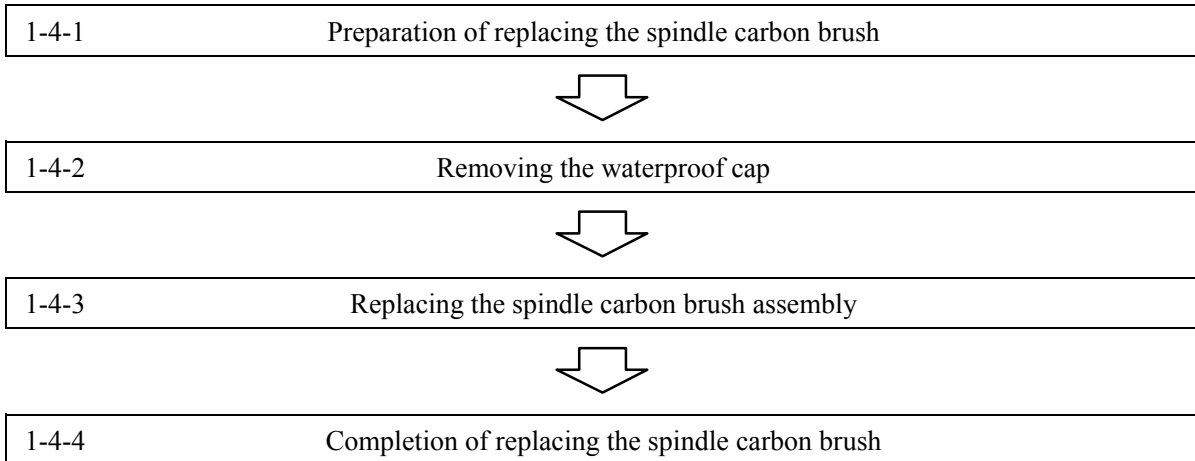 1-4-1 Preparation of replacing the spindle carbon brush
1-4-2 Removing the waterproof cap
1-4-3 Replacing the spindle carbon brush assembly
1-4-4 Completion of replacing the spindle carbon brush